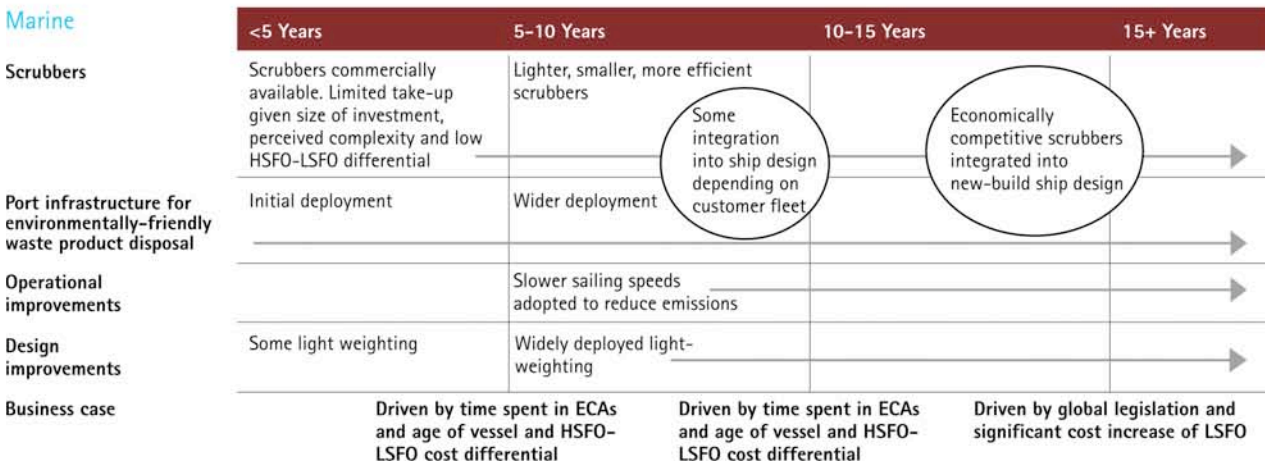 Marine
<5 Years
5-10 Years
10-15 Years
15+ Years
Scrubbers
Scrubbers commercially
available. Limited take-up
given size of investment,
perceived complexity and low
HSFO-LSFO differential
Lighter, smaller, more efficient
scrubbers
Some
integration
into ship design
depending on
customer fleet
Economically
competitive scrubbers
integrated into
new-build ship design
Port infrastructure for
environmentally-friendly
waste product disposal
Initial deployment
Wider deployment
Operational
improvements
Slower sailing speeds
adopted to reduce emissions
Design
improvements
Some light weighting
Widely deployed light-
weighting
Business case
Driven by time spent in ECAs
and age of vessel and HSFO-
LSFO cost differential
Driven by time spent in ECAs
and age of vessel and HSFO-
LSFO cost differential
Driven by global legislation and
significant cost increase of LSFO